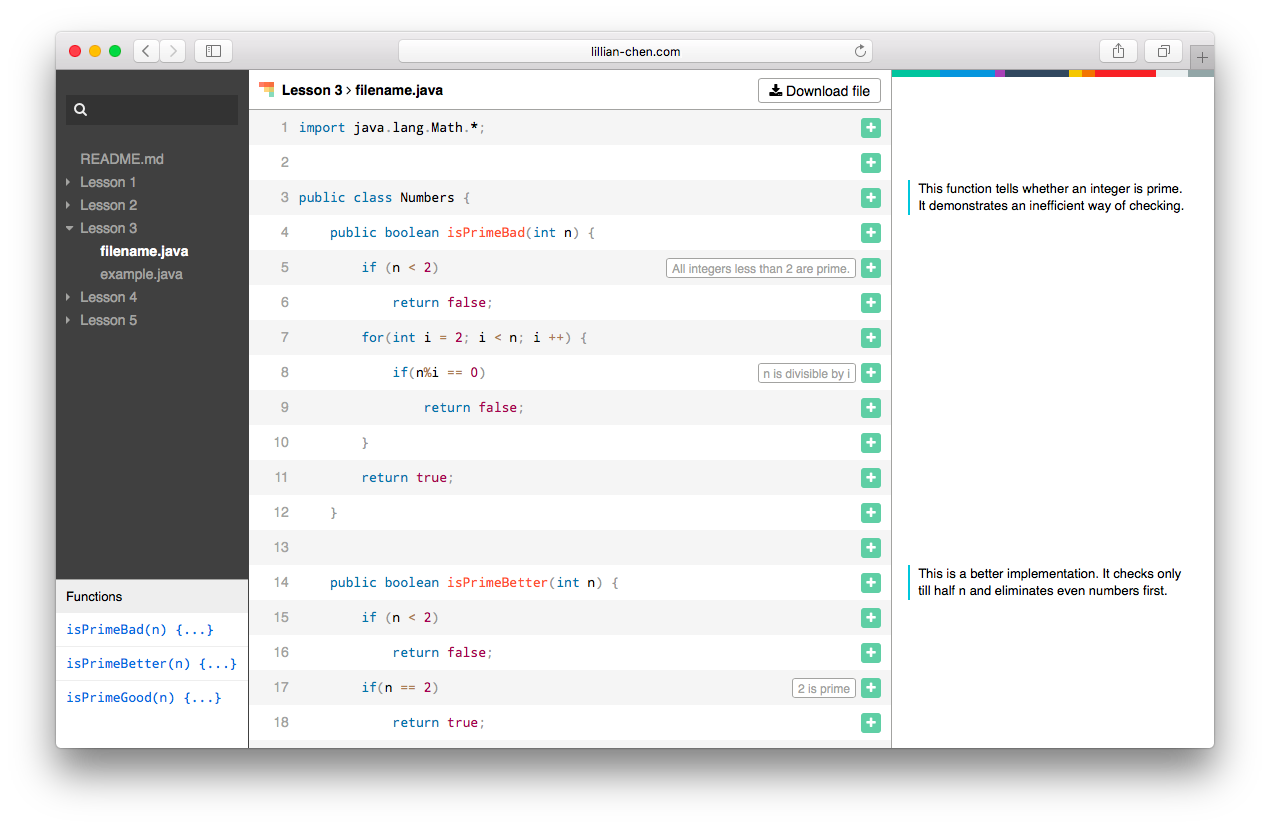 lillian-chen.com
README.md
Lesson 1
Lesson 2
Lesson 3
filename.java
example.java
Lesson 4
Lesson 5
Functions
isPrimeBad(n) {...}
isPrimeBetter(n) {...}
isPrimeGood(n) {...}
Lesson 3 › filename.java
Download file
1 import java.lang.Math.*;
2
3 public class Numbers {
4 public boolean isPrimeBad(int n) {
5 if (n < 2) All integers less than 2 are prime.
6 return false;
7 for(int i = 2; i < n; i ++) {
8 if(n%i == 0) n is divisible by i
9 return false;
10 }
11 return true;
12 }
13
14 public boolean isPrimeBetter(int n) {
15 if (n < 2)
16 return false;
17 if(n == 2) 2 is prime
18 return true;
This function tells whether an integer is prime.
It demonstrates an inefficient way of checking.
This is a better implementation. It checks only
till half n and eliminates even numbers first.